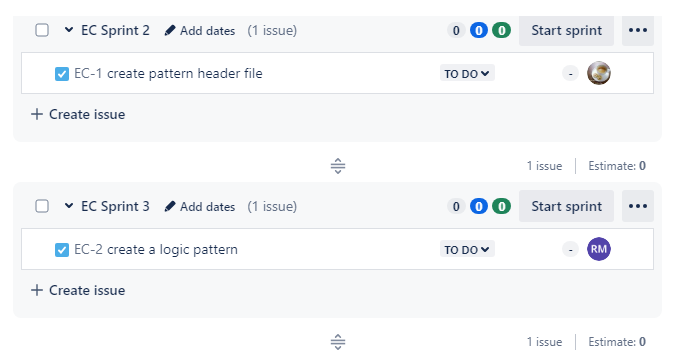 EC Sprint 2 Add dates (1 issue) 0 0 0 Start sprint
EC-1 create pattern header file TO DO -
+ Create issue
1 issue Estimate: 0
EC Sprint 3 Add dates (1 issue) 0 0 0 Start sprint
EC-2 create a logic pattern TO DO - RM
+ Create issue
1 issue Estimate: 0